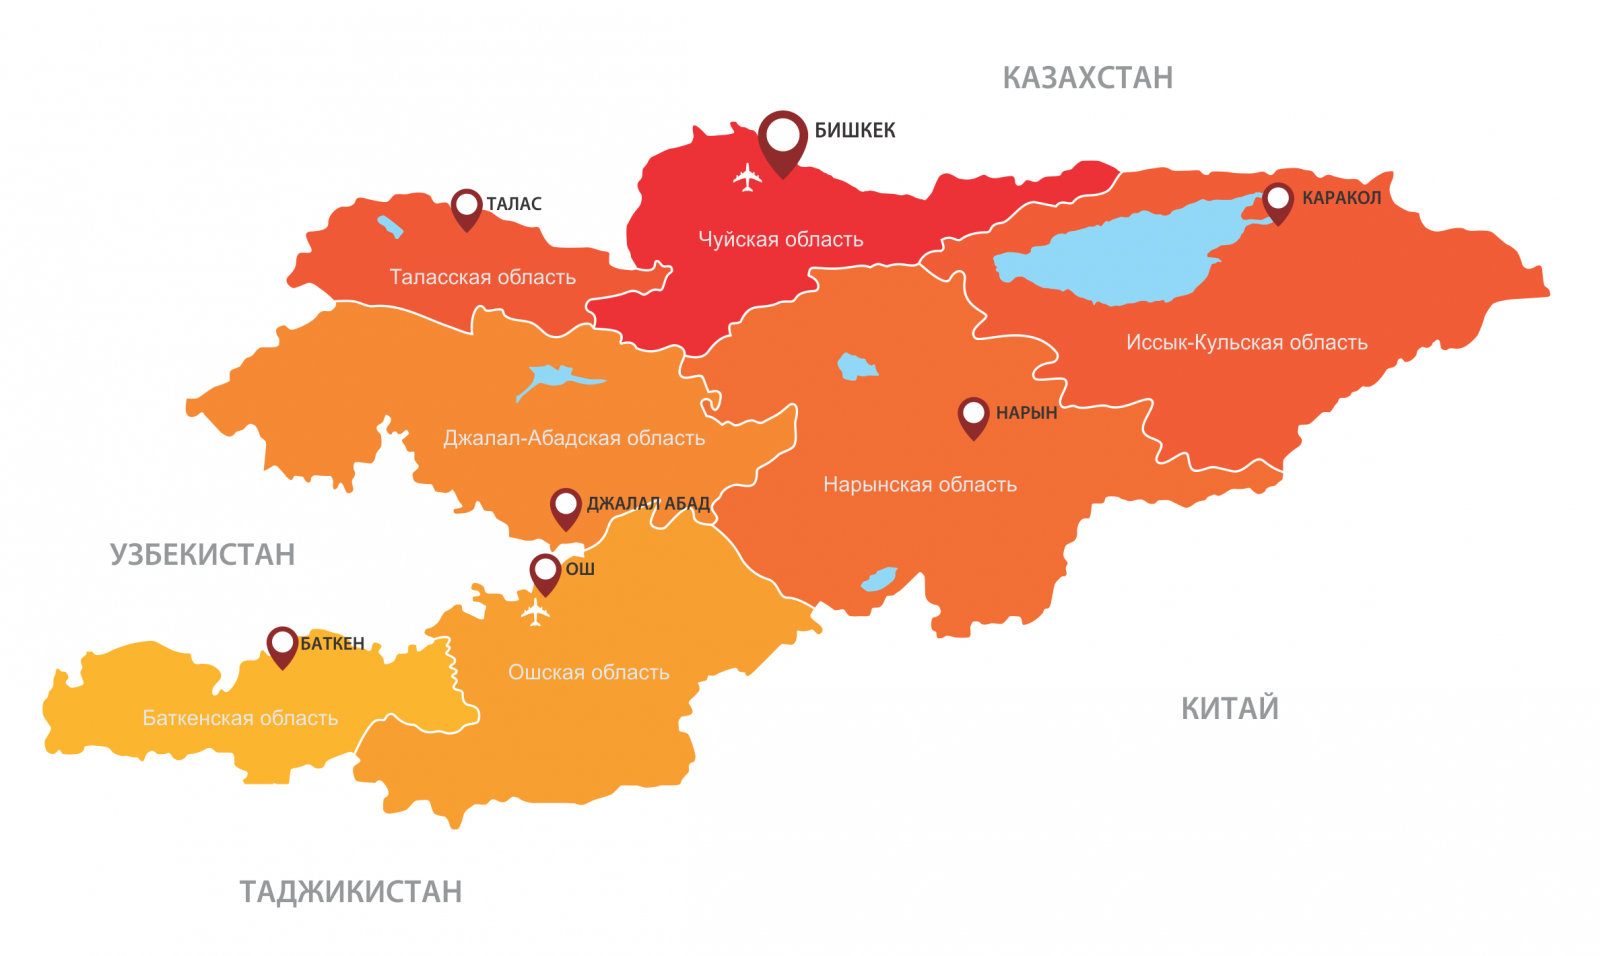 КАЗАХСТАН
БИШКЕК
КАРАКОЛ
ТАЛАС
Чуйская область
Таласская область
Иссык-Кульская область
НАРЫН
Джалал-Абадская область
Нарынская область
ДЖАЛАЛ АБАД
УЗБЕКИСТАН
ОШ
БАТКЕН
Ошская область
КИТАЙ
Баткенская область
ТАДЖИКИСТАН